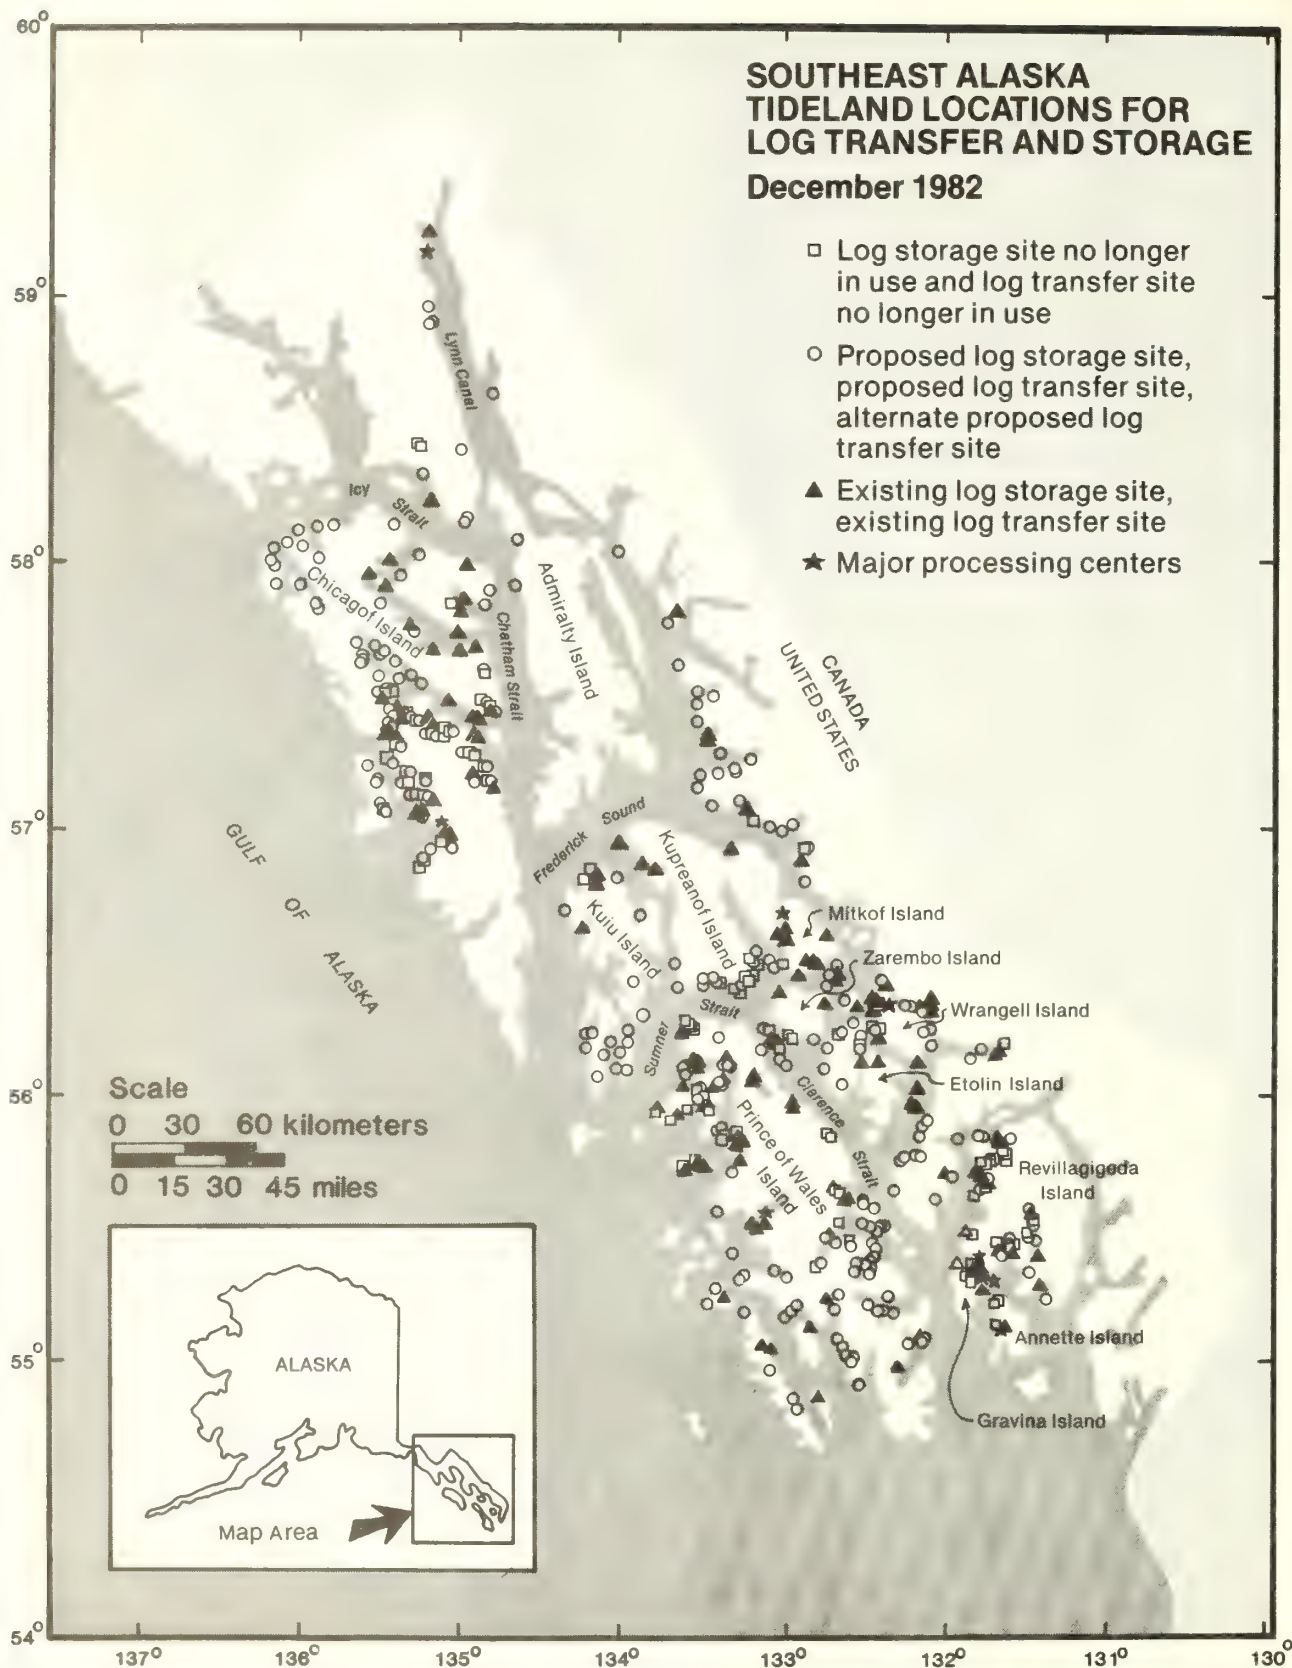 SOUTHEAST ALASKA
TIDELAND LOCATIONS FOR
LOG TRANSFER AND STORAGE
December 1982
Log storage site no longer
in use and log transfer site
no longer in use
Proposed log storage site,
proposed log transfer site,
alternate proposed log
transfer site
Existing log storage site,
existing log transfer site
Major processing centers
60°
59°
58°
57°
56°
55°
54°
137°
136°
135°
134°
133°
132°
131°
130°
Lynn Canal
Icy
Strait
Chicagof Island
Admiralty Island
Chatham Strait
CANADA
UNITED STATES
GULF
OF
ALASKA
Frederick
Sound
Kupreanof Island
Kuiu Island
Mitkof Island
Zarembo Island
Wrangell Island
Etolin Island
Sumner
Strait
Clarence
Strait
Prince of Wales
Island
Revillagigeda
Island
Annette Island
Gravina Island
Scale
0 30 60 kilometers
0 15 30 45 miles
ALASKA
Map Area